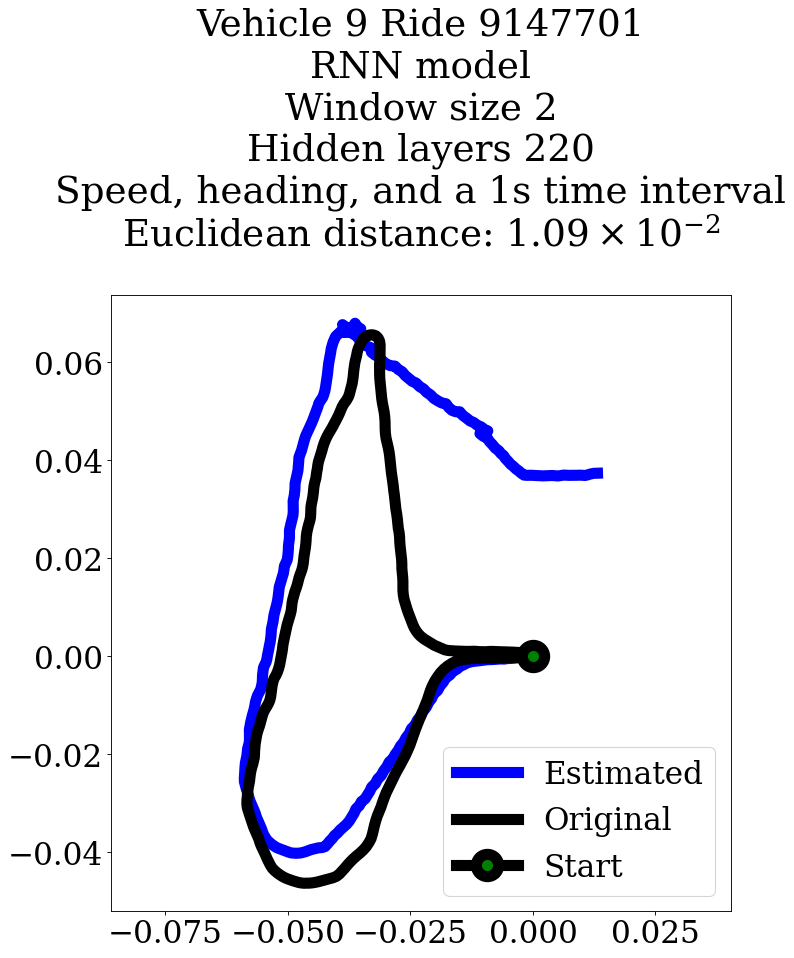 Vehicle 9 Ride 9147701
RNN model
Window size 2
Hidden layers 220
Speed, heading, and a 1s time interval
Euclidean distance: 1.09 × 10⁻²
0.06
0.04
0.02
0.00
−0.02
−0.04
Estimated
Original
Start
−0.075 −0.050 −0.025 0.000 0.025